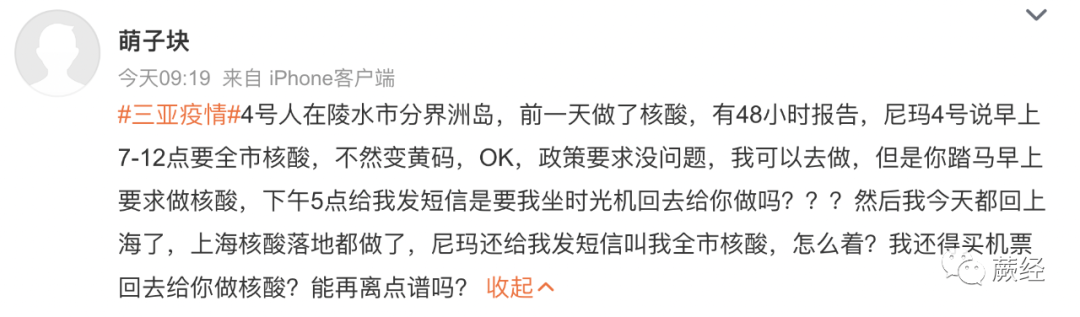 萌子块
今天09:19 来自 iPhone客户端
#三亚疫情#4号人在陵水市分界洲岛，前一天做了核酸，有48小时报告，尼玛4号说早上
7-12点要全市核酸，不然变黄码，OK，政策要求没问题，我可以去做，但是你踏马早上
要求做核酸，下午5点给我发短信是要我坐时光机回去给你做吗？？？然后我今天都回上
海了，上海核酸落地都做了，尼玛还给我发短信叫我全市核酸，怎么着？我还得买机票
回去给你做核酸？能再离点谱吗？ 收起
蕨经